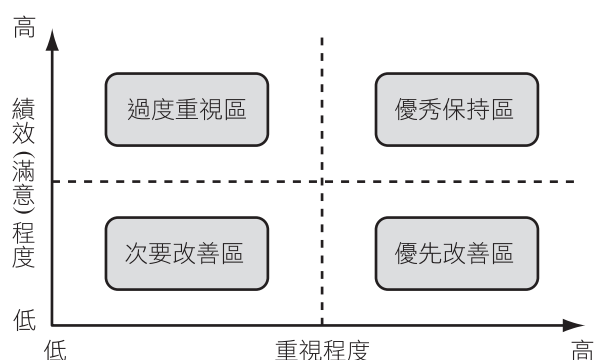 高
績效(滿意)程度
過度重視區
優秀保持區
次要改善區
優先改善區
低
低
重視程度
高